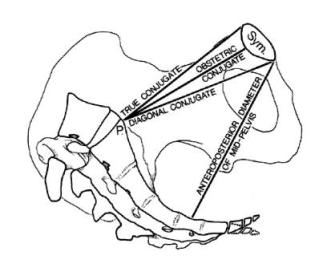 Sym.
TRUE CONJUGATE
OBSTETRIC
CONJUGATE
P
DIAGONAL CONJUGATE
ANTEROPOSTERIOR DIAMETER
OF MID-PELVIS